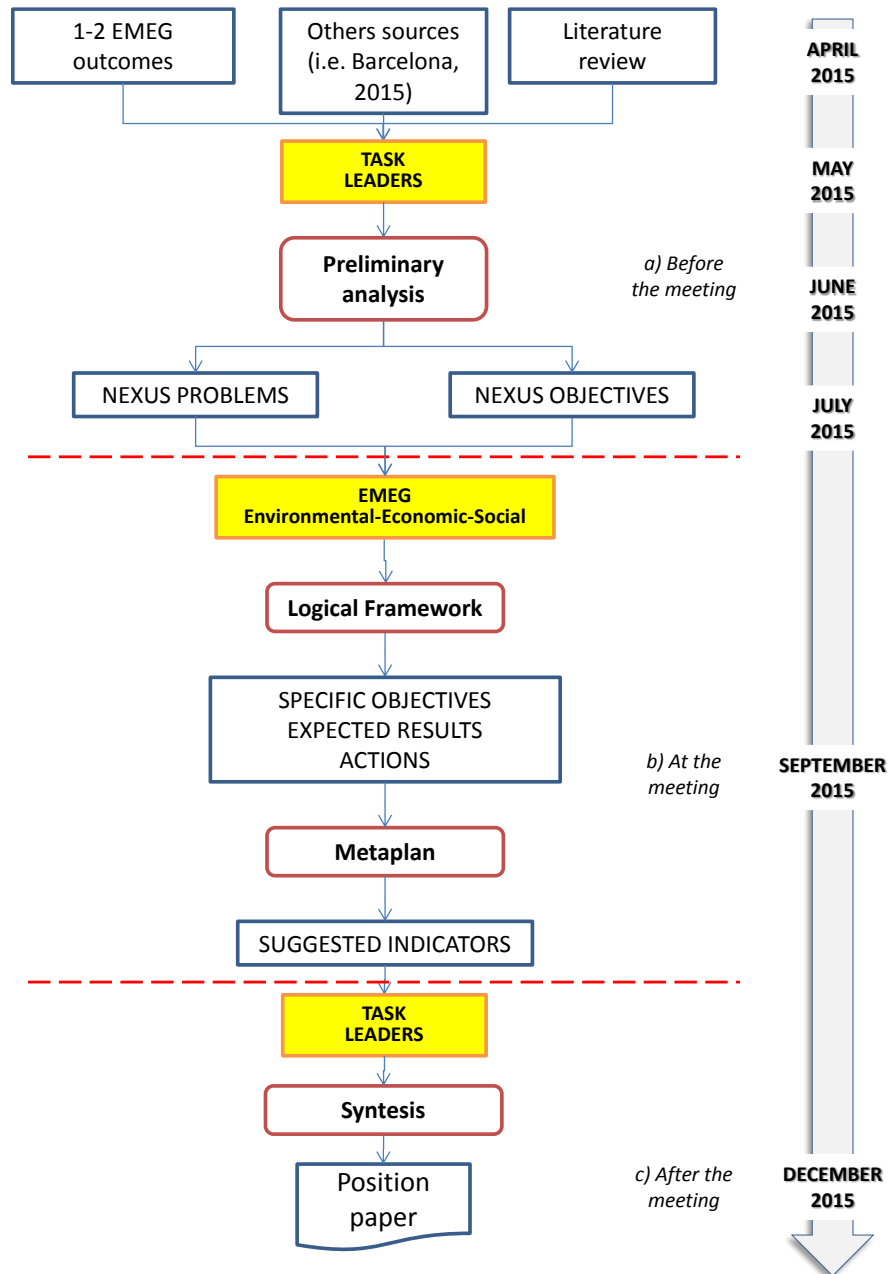 1-2 EMEG
outcomes
Others sources
(i.e. Barcelona,
2015)
Literature
review
APRIL
2015
TASK
LEADERS
MAY
2015
Preliminary
analysis
a) Before
the meeting
JUNE
2015
NEXUS PROBLEMS
NEXUS OBJECTIVES
JULY
2015
EMEG
Environmental-Economic-Social
Logical Framework
SPECIFIC OBJECTIVES
EXPECTED RESULTS
ACTIONS
b) At the
meeting
SEPTEMBER
2015
Metaplan
SUGGESTED INDICATORS
TASK
LEADERS
Syntesis
Position
paper
c) After the
meeting
DECEMBER
2015